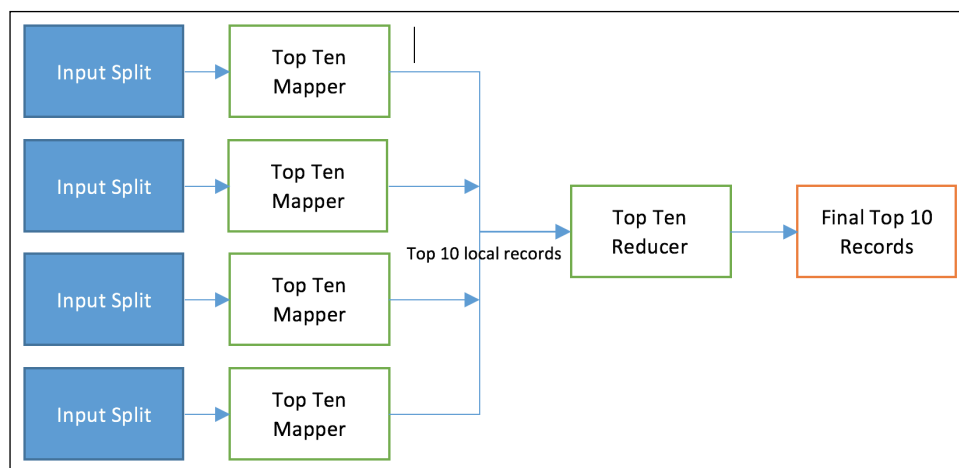 Input Split
Top Ten
Mapper
Input Split
Top Ten
Mapper
Top Ten
Reducer
Final Top 10
Records
Top 10 local records
Input Split
Top Ten
Mapper
Input Split
Top Ten
Mapper